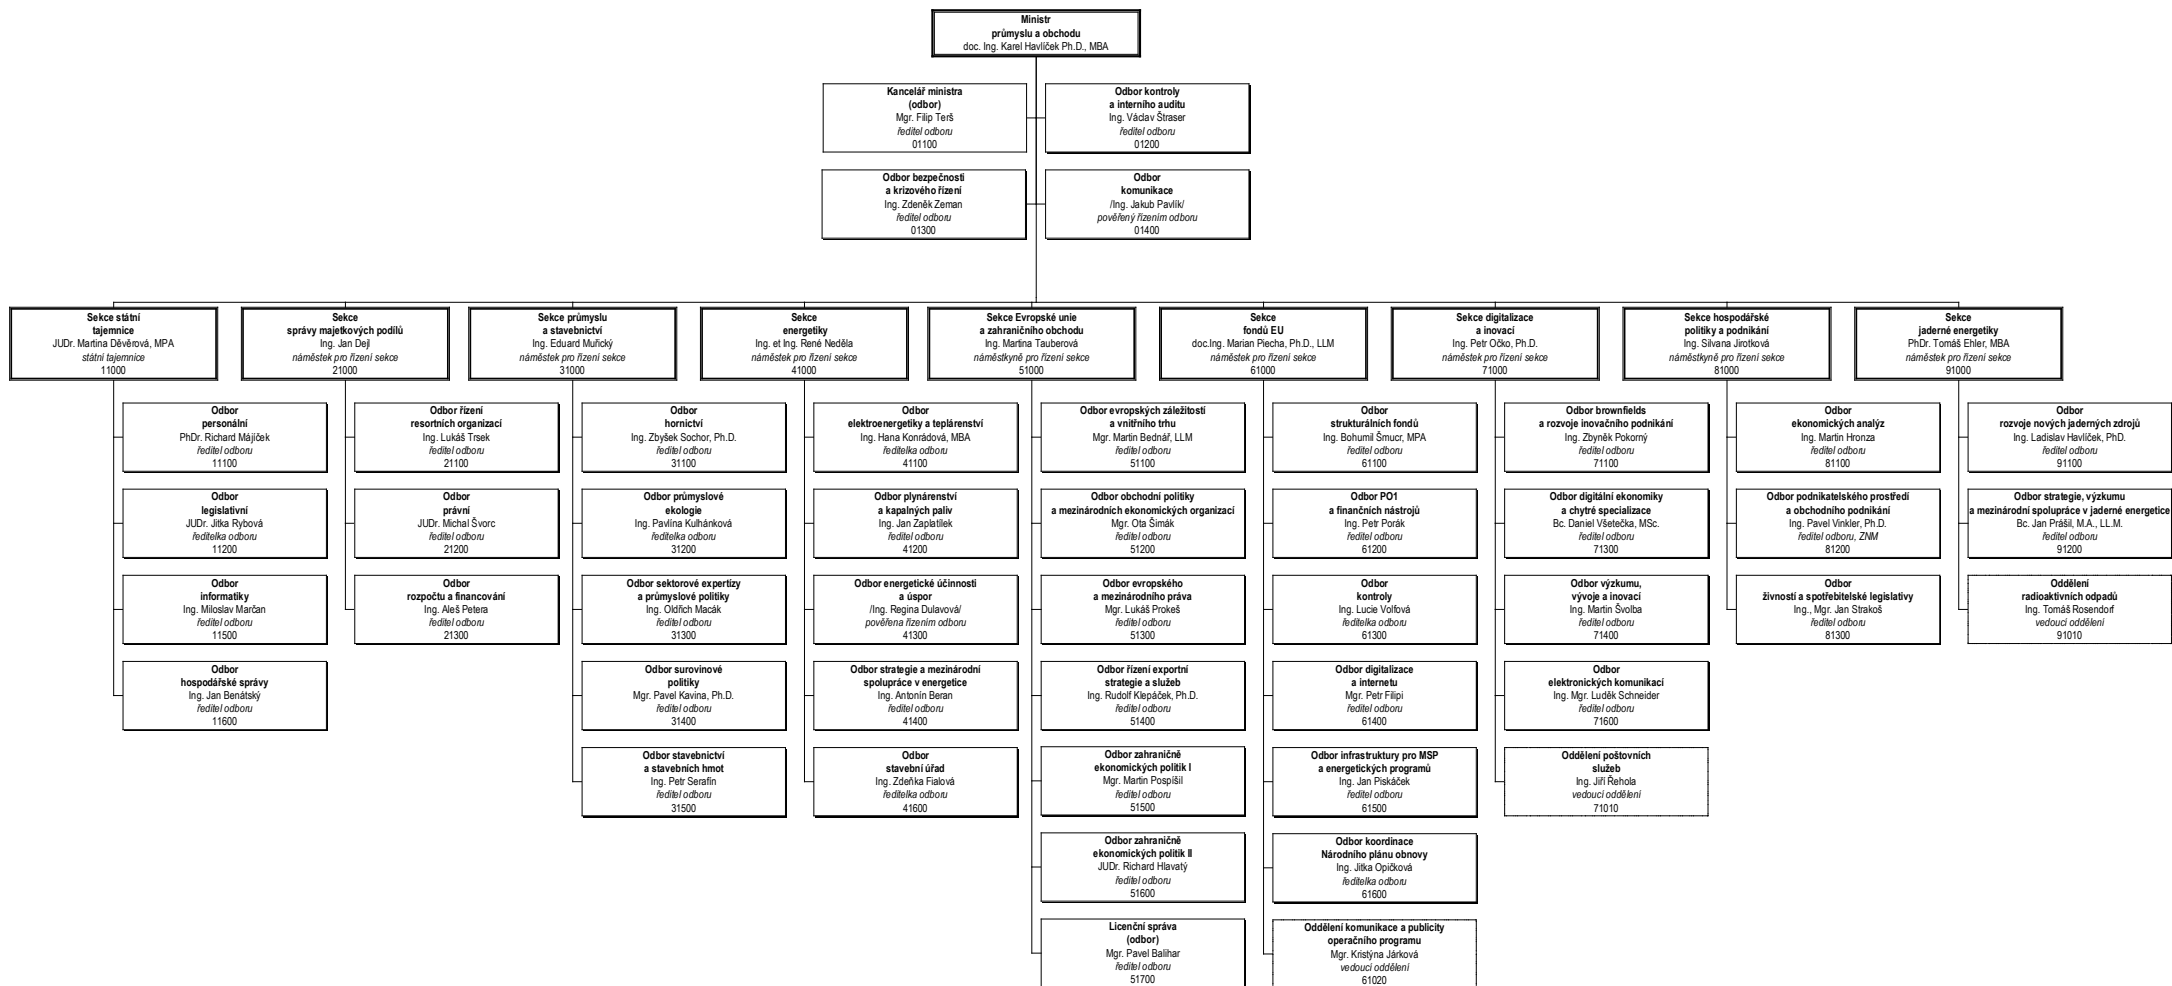 Ministr
průmyslu a obchodu
doc. Ing. Karel Havlíček Ph.D., MBA
Kancelář ministra
(odbor)
Mgr. Filip Terš
ředitel odboru
01100
Odbor kontroly
a interního auditu
Ing. Václav Štraser
ředitel odboru
01200
Odbor bezpečnosti
a krizového řízení
Ing. Zdeněk Zeman
ředitel odboru
01300
Odbor
komunikace
/Ing. Jakub Pavlík/
pověřený řízením odboru
01400
Sekce státní
tajemnice
JUDr. Martina Děvěrová, MPA
státní tajemnice
11000
Odbor
personální
PhDr. Richard Májíček
ředitel odboru
11100
Odbor
legislativní
JUDr. Jitka Rybová
ředitelka odboru
11200
Odbor
informatiky
Ing. Miloslav Marčan
ředitel odboru
11500
Odbor
hospodářské správy
Ing. Jan Benátský
ředitel odboru
11600
Sekce
správy majetkových podílů
Ing. Jan Dejl
náměstek pro řízení sekce
21000
Odbor řízení
resortních organizací
Ing. Lukáš Trsek
ředitel odboru
21100
Odbor
právní
JUDr. Michal Švorc
ředitel odboru
21200
Odbor
rozpočtu a financování
Ing. Aleš Petera
ředitel odboru
21300
Sekce průmyslu
a stavebnictví
Ing. Eduard Muřický
náměstek pro řízení sekce
31000
Odbor
hornictví
Ing. Zbyšek Sochor, Ph.D.
ředitel odboru
31100
Odbor průmyslové
ekologie
Ing. Pavlína Kulhánková
ředitelka odboru
31200
Odbor sektorové expertízy
a průmyslové politiky
Ing. Oldřich Macák
ředitel odboru
31300
Odbor surovinové
politiky
Mgr. Pavel Kavina, Ph.D.
ředitel odboru
31400
Odbor stavebnictví
a stavebních hmot
Ing. Petr Serafín
ředitel odboru
31500
Sekce
energetiky
Ing. et Ing. René Neděla
náměstek pro řízení sekce
41000
Odbor
elektroenergetiky a teplárenství
Ing. Hana Konrádová, MBA
ředitelka odboru
41100
Odbor plynárenství
a kapalných paliv
Ing. Jan Zaplatílek
ředitel odboru
41200
Odbor energetické účinnosti
a úspor
/Ing. Regina Dulavová/
pověřena řízením odboru
41300
Odbor strategie a mezinárodní
spolupráce v energetice
Ing. Antonín Beran
ředitel odboru
41400
Odbor
stavební úřad
Ing. Zdeňka Fialová
ředitelka odboru
41600
Sekce Evropské unie
a zahraničního obchodu
Ing. Martina Tauberová
náměstkyně pro řízení sekce
51000
Odbor evropských záležitostí
a vnitřního trhu
Mgr. Martin Bednář, LLM
ředitel odboru
51100
Odbor obchodní politiky
a mezinárodních ekonomických organizací
Mgr. Ota Šimák
ředitel odboru
51200
Odbor evropského
a mezinárodního práva
Mgr. Lukáš Prokeš
ředitel odboru
51300
Odbor řízení exportní
strategie a služeb
Ing. Rudolf Klepáček, Ph.D.
ředitel odboru
51400
Odbor zahraničně
ekonomických politik I
Mgr. Martin Pospíšil
ředitel odboru
51500
Odbor zahraničně
ekonomických politik II
JUDr. Richard Hlavatý
ředitel odboru
51600
Licenční správa
(odbor)
Mgr. Pavel Balihar
ředitel odboru
51700
Sekce
fondů EU
doc.Ing. Marian Piecha, Ph.D., LLM
náměstek pro řízení sekce
61000
Odbor
strukturálních fondů
Ing. Bohumil Šmucr, MPA
ředitel odboru
61100
Odbor PO1
a finančních nástrojů
Ing. Petr Porák
ředitel odboru
61200
Odbor
kontroly
Ing. Lucie Volfová
ředitelka odboru
61300
Odbor digitalizace
a internetu
Mgr. Petr Filipi
ředitel odboru
61400
Odbor infrastruktury pro MSP
a energetických programů
Ing. Jan Piskáček
ředitel odboru
61500
Odbor koordinace
Národního plánu obnovy
Ing. Jitka Opičková
ředitelka odboru
61600
Oddělení komunikace a publicity
operačního programu
Mgr. Kristýna Járková
vedoucí oddělení
61020
Sekce digitalizace
a inovací
Ing. Petr Očko, Ph.D.
náměstek pro řízení sekce
71000
Odbor brownfields
a rozvoje inovačního podnikání
Ing. Zbyněk Pokorný
ředitel odboru
71100
Odbor digitální ekonomiky
a chytré specializace
Bc. Daniel Všetečka, MSc.
ředitel odboru
71300
Odbor výzkumu,
vývoje a inovací
Ing. Martin Švolba
ředitel odboru
71400
Odbor
elektronických komunikací
Ing. Mgr. Luděk Schneider
ředitel odboru
71600
Oddělení poštovních
služeb
Ing. Jiří Řehola
vedoucí oddělení
71010
Sekce hospodářské
politiky a podnikání
Ing. Silvana Jirotková
náměstkyně pro řízení sekce
81000
Odbor
ekonomických analýz
Ing. Martin Hronza
ředitel odboru
81100
Odbor podnikatelského prostředí
a obchodního podnikání
Ing. Pavel Vinkler, Ph.D.
ředitel odboru, ZNM
81200
Odbor
živností a spotřebitelské legislativy
Ing., Mgr. Jan Strakoš
ředitel odboru
81300
Sekce
jaderné energetiky
PhDr. Tomáš Ehler, MBA
náměstek pro řízení sekce
91000
Odbor
rozvoje nových jaderných zdrojů
Ing. Ladislav Havlíček, PhD.
ředitel odboru
91100
Odbor strategie, výzkumu
a mezinárodní spolupráce v jaderné energetice
Bc. Jan Prášil, M.A., LL.M.
ředitel odboru
91200
Oddělení
radioaktivních odpadů
Ing. Tomáš Rosendorf
vedoucí oddělení
91010